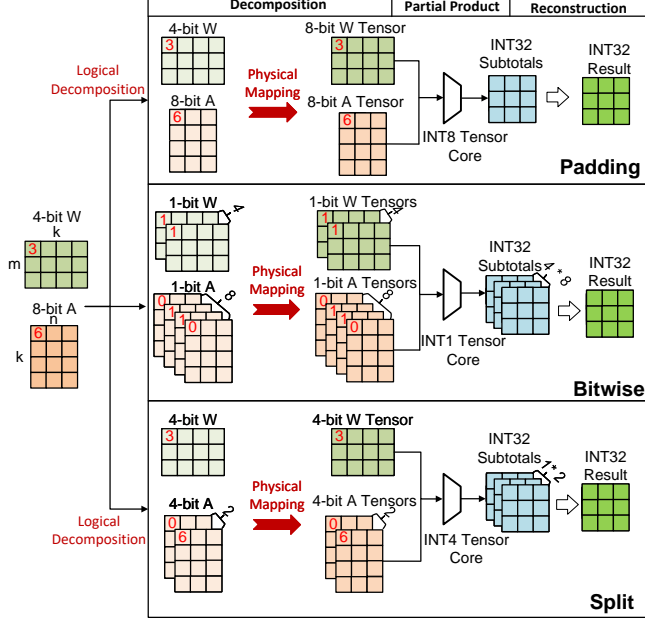 Decomposition
Partial Product
Reconstruction
4-bit W
3
8-bit A
6
Logical
Decomposition
Physical
Mapping
8-bit W Tensor
3
8-bit A Tensor
6
INT8 Tensor
Core
INT32
Subtotals
INT32
Result
Padding
4-bit W
k
m
3
8-bit A
n
k
6
1-bit W
1
1
4
1-bit A
0
1
1
0
8
Physical
Mapping
1-bit W Tensors
1
1
4
1-bit A Tensors
0
1
1
0
8
INT1 Tensor
Core
INT32
Subtotals
4 * 8
INT32
Result
Bitwise
Logical
Decomposition
4-bit W
3
4-bit A
0
6
2
Physical
Mapping
4-bit W Tensor
3
4-bit A Tensors
0
6
2
INT4 Tensor
Core
INT32
Subtotals
1*2
INT32
Result
Split